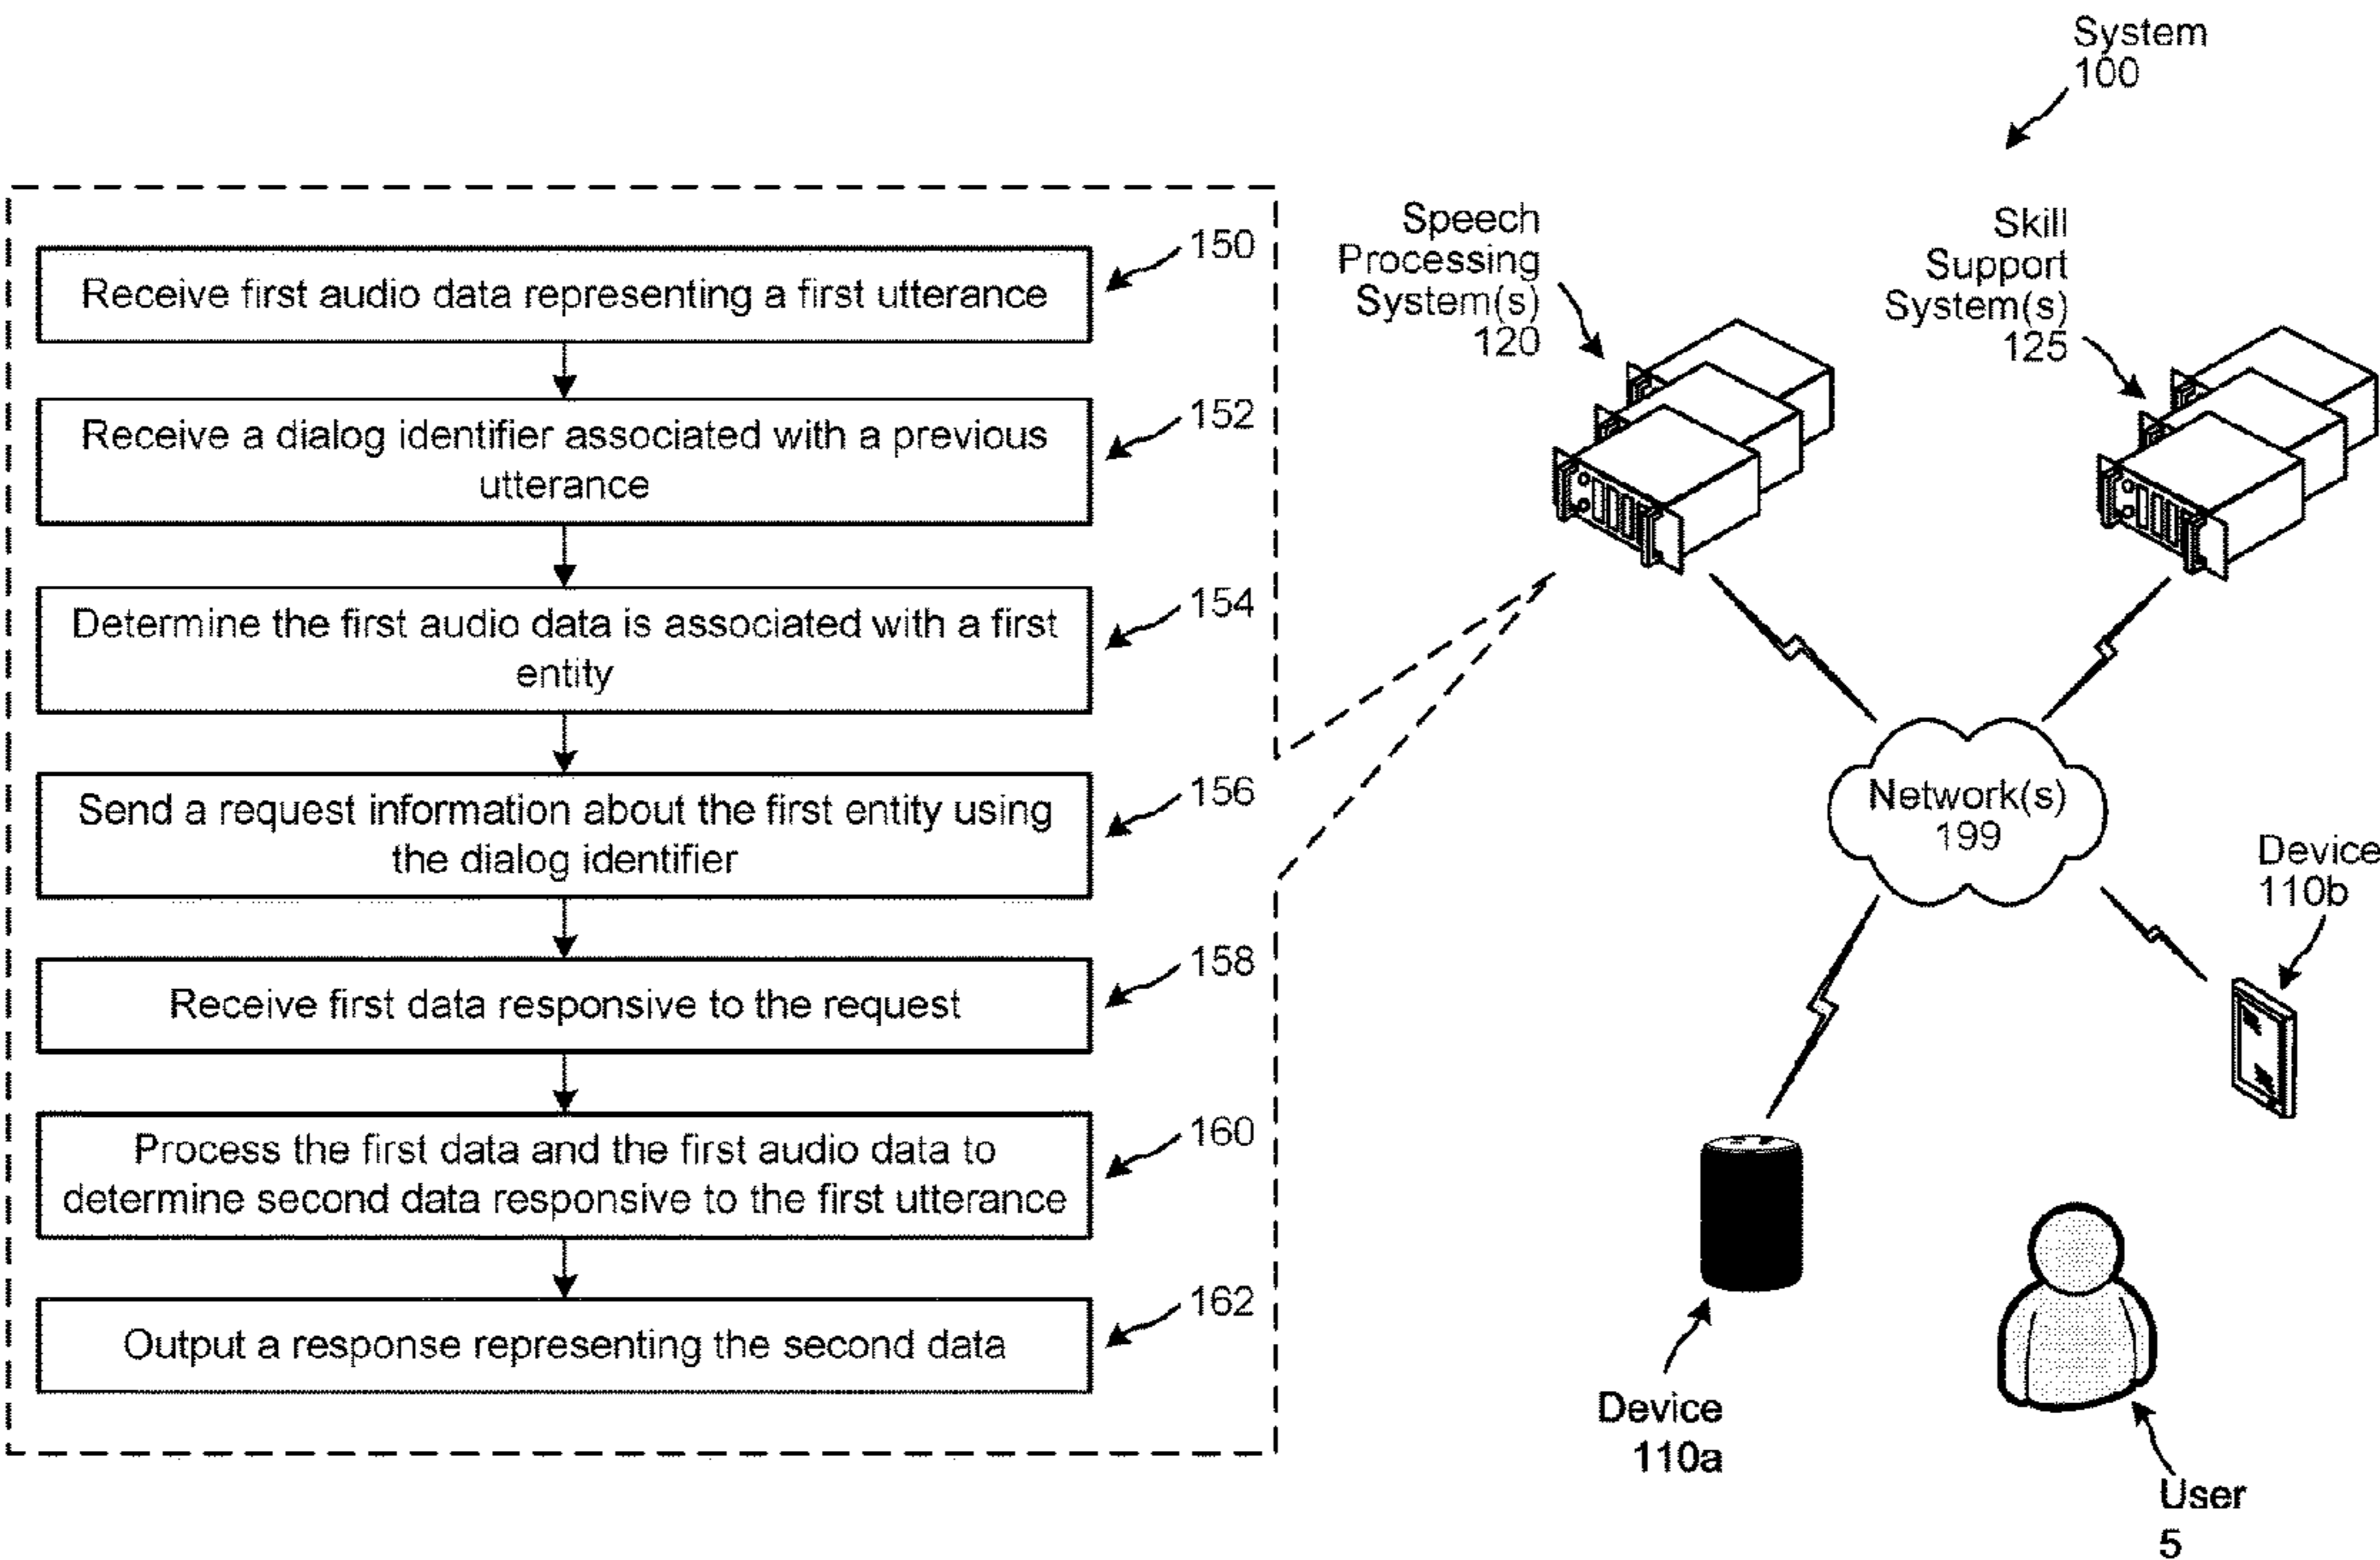 System
100
Receive first audio data representing a first utterance
150
Receive a dialog identifier associated with a previous
utterance
152
Determine the first audio data is associated with a first
entity
154
Send a request information about the first entity using
the dialog identifier
156
Receive first data responsive to the request
158
Process the first data and the first audio data to
determine second data responsive to the first utterance
160
Output a response representing the second data
162
Speech
Processing
System(s)
120
Skill
Support
System(s)
125
Network(s)
199
Device
110b
Device
110a
User
5